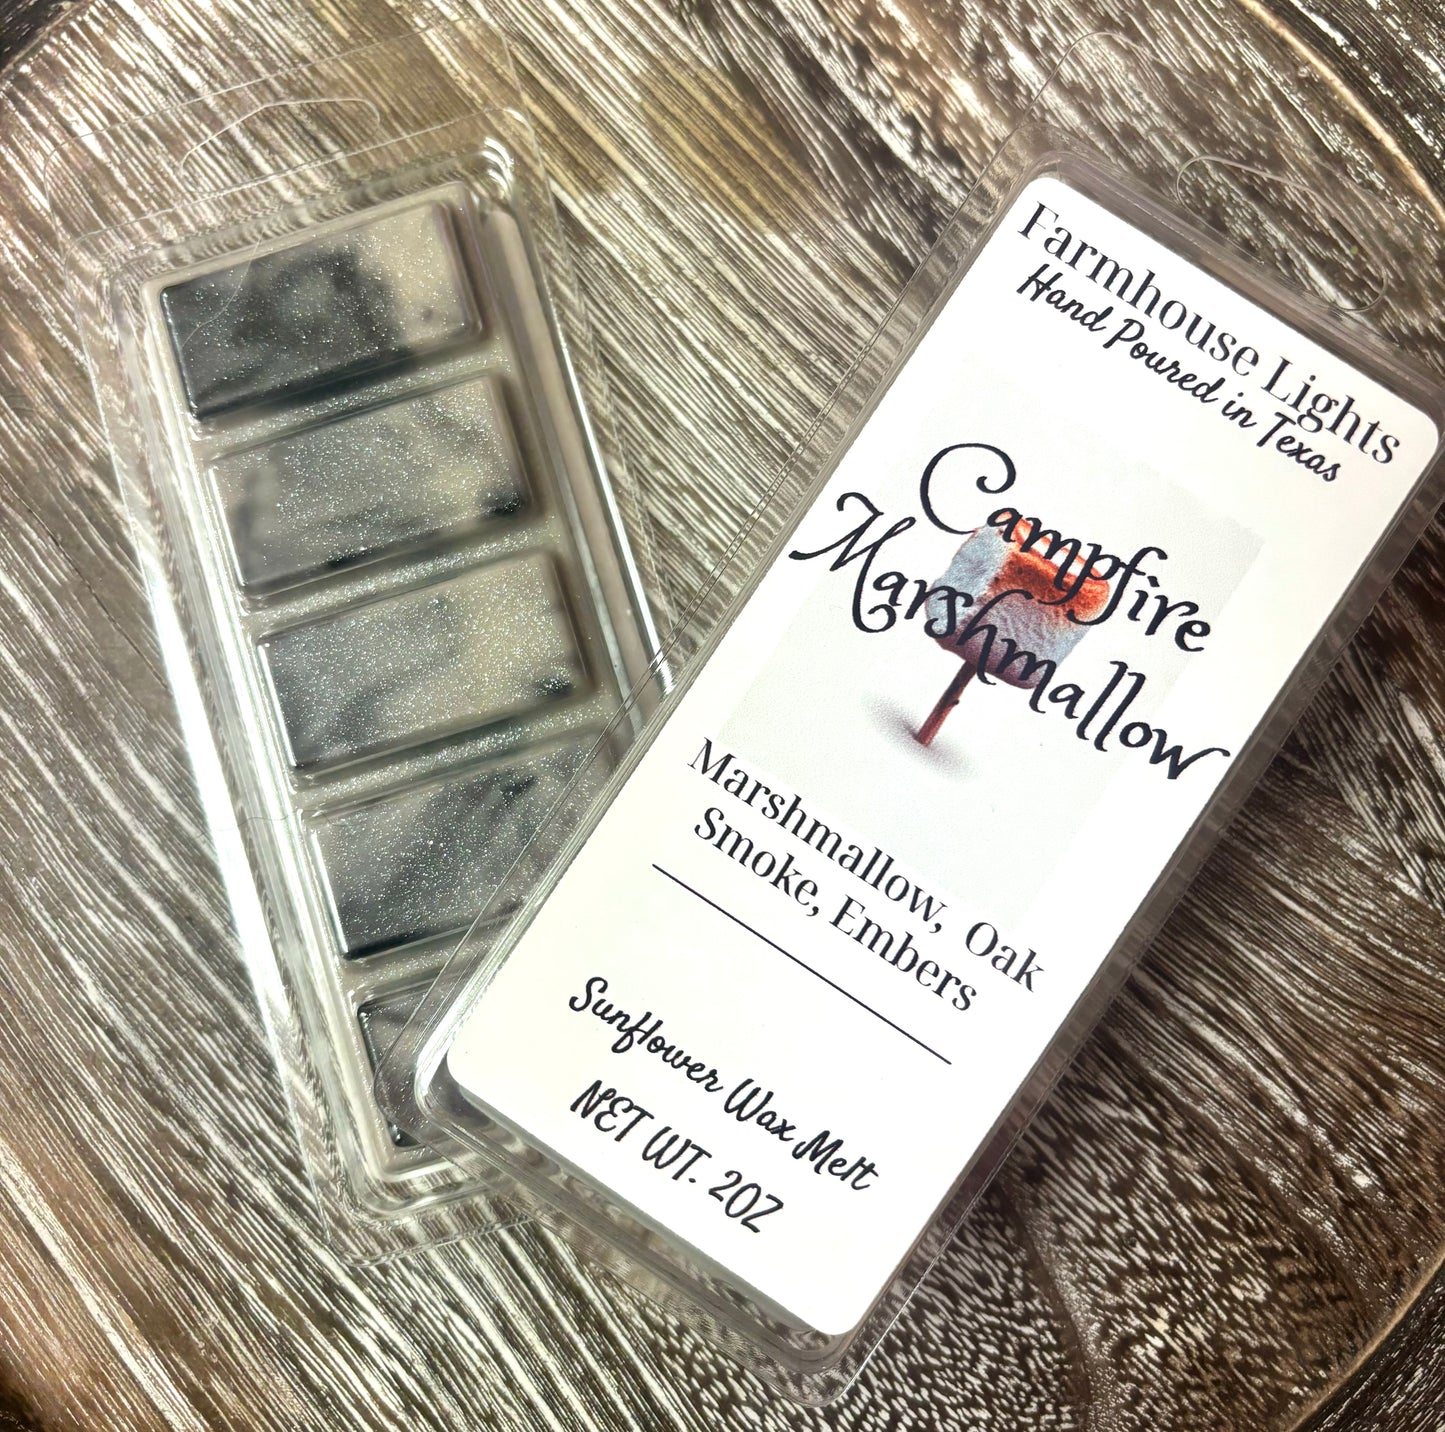 Farmhouse Lights
Hand Poured in Texas
Campfire
Marshmallow
Marshmallow, Oak
Smoke, Embers
Sunflower Wax Melt
NET WT. 2OZ